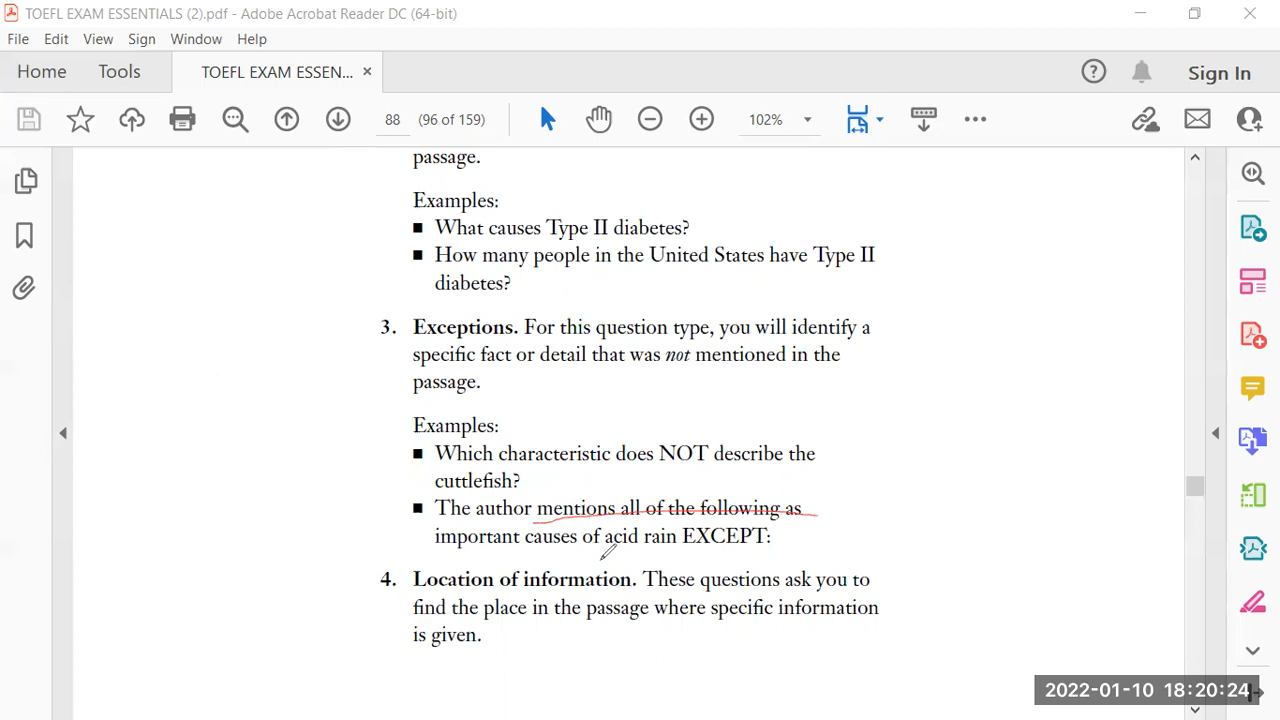 TOEFL EXAM ESSENTIALS (2).pdf - Adobe Acrobat Reader DC (64-bit)
File Edit View Sign Window Help
Home Tools TOEFL EXAM ESSEN... × Sign In
88 (96 of 159) 102%
passage.
Examples:
■ What causes Type II diabetes?
■ How many people in the United States have Type II
diabetes?
3. Exceptions. For this question type, you will identify a
specific fact or detail that was not mentioned in the
passage.
Examples:
■ Which characteristic does NOT describe the
cuttlefish?
■ The author mentions all of the following as
important causes of acid rain EXCEPT:
4. Location of information. These questions ask you to
find the place in the passage where specific information
is given.
2022-01-10 18:20:24